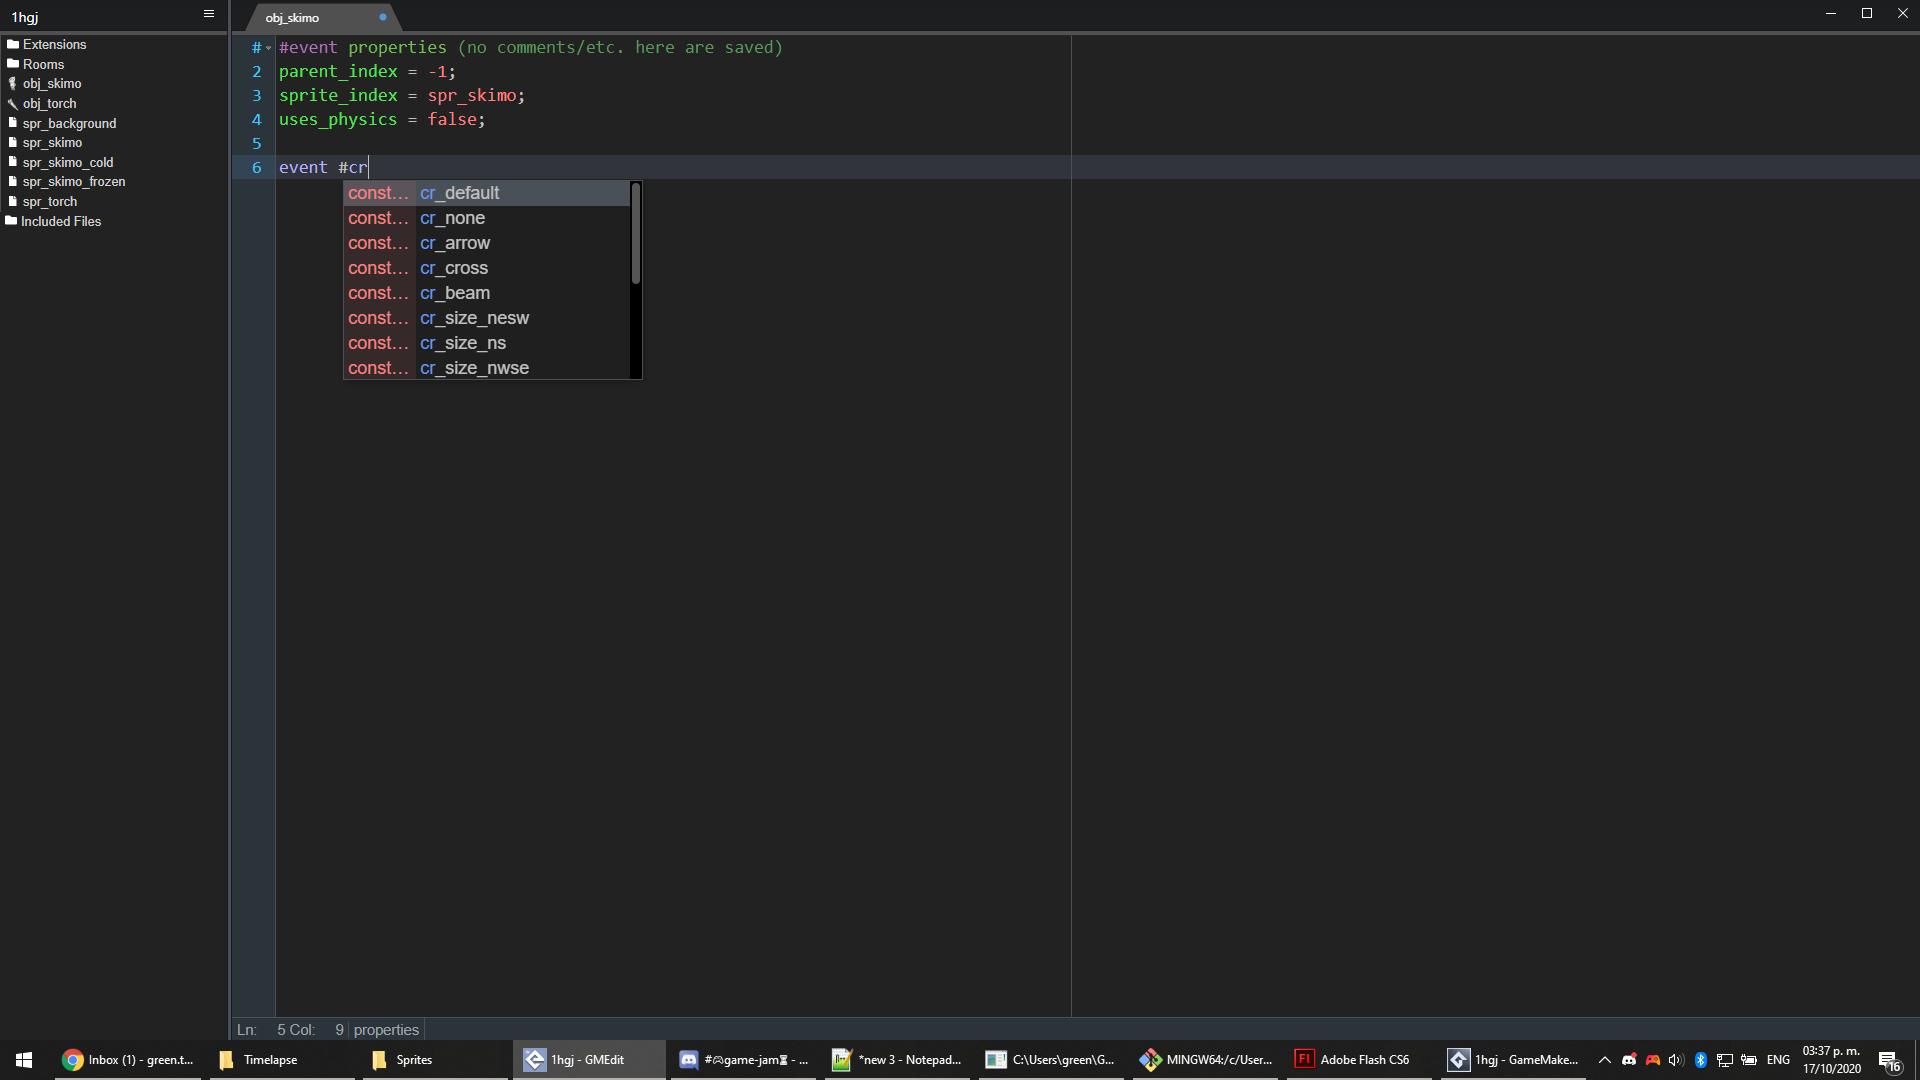 1hgj
obj_skimo
Extensions
Rooms
obj_skimo
obj_torch
spr_background
spr_skimo
spr_skimo_cold
spr_skimo_frozen
spr_torch
Included Files
# #event properties (no comments/etc. here are saved)
2 parent_index = -1;
3 sprite_index = spr_skimo;
4 uses_physics = false;
5
6 event #cr
const... cr_default
const... cr_none
const... cr_arrow
const... cr_cross
const... cr_beam
const... cr_size_nesw
const... cr_size_ns
const... cr_size_nwse
Ln: 5 Col: 9 properties
Inbox (1) - green.t...
Timelapse
Sprites
1hgj - GMEdit
#🎮game-jam⏳ - ...
*new 3 - Notepad...
C:\Users\green\G...
MINGW64:/c/User...
Fl Adobe Flash CS6
1hgj - GameMake...
ENG
03:37 p. m.
17/10/2020
16